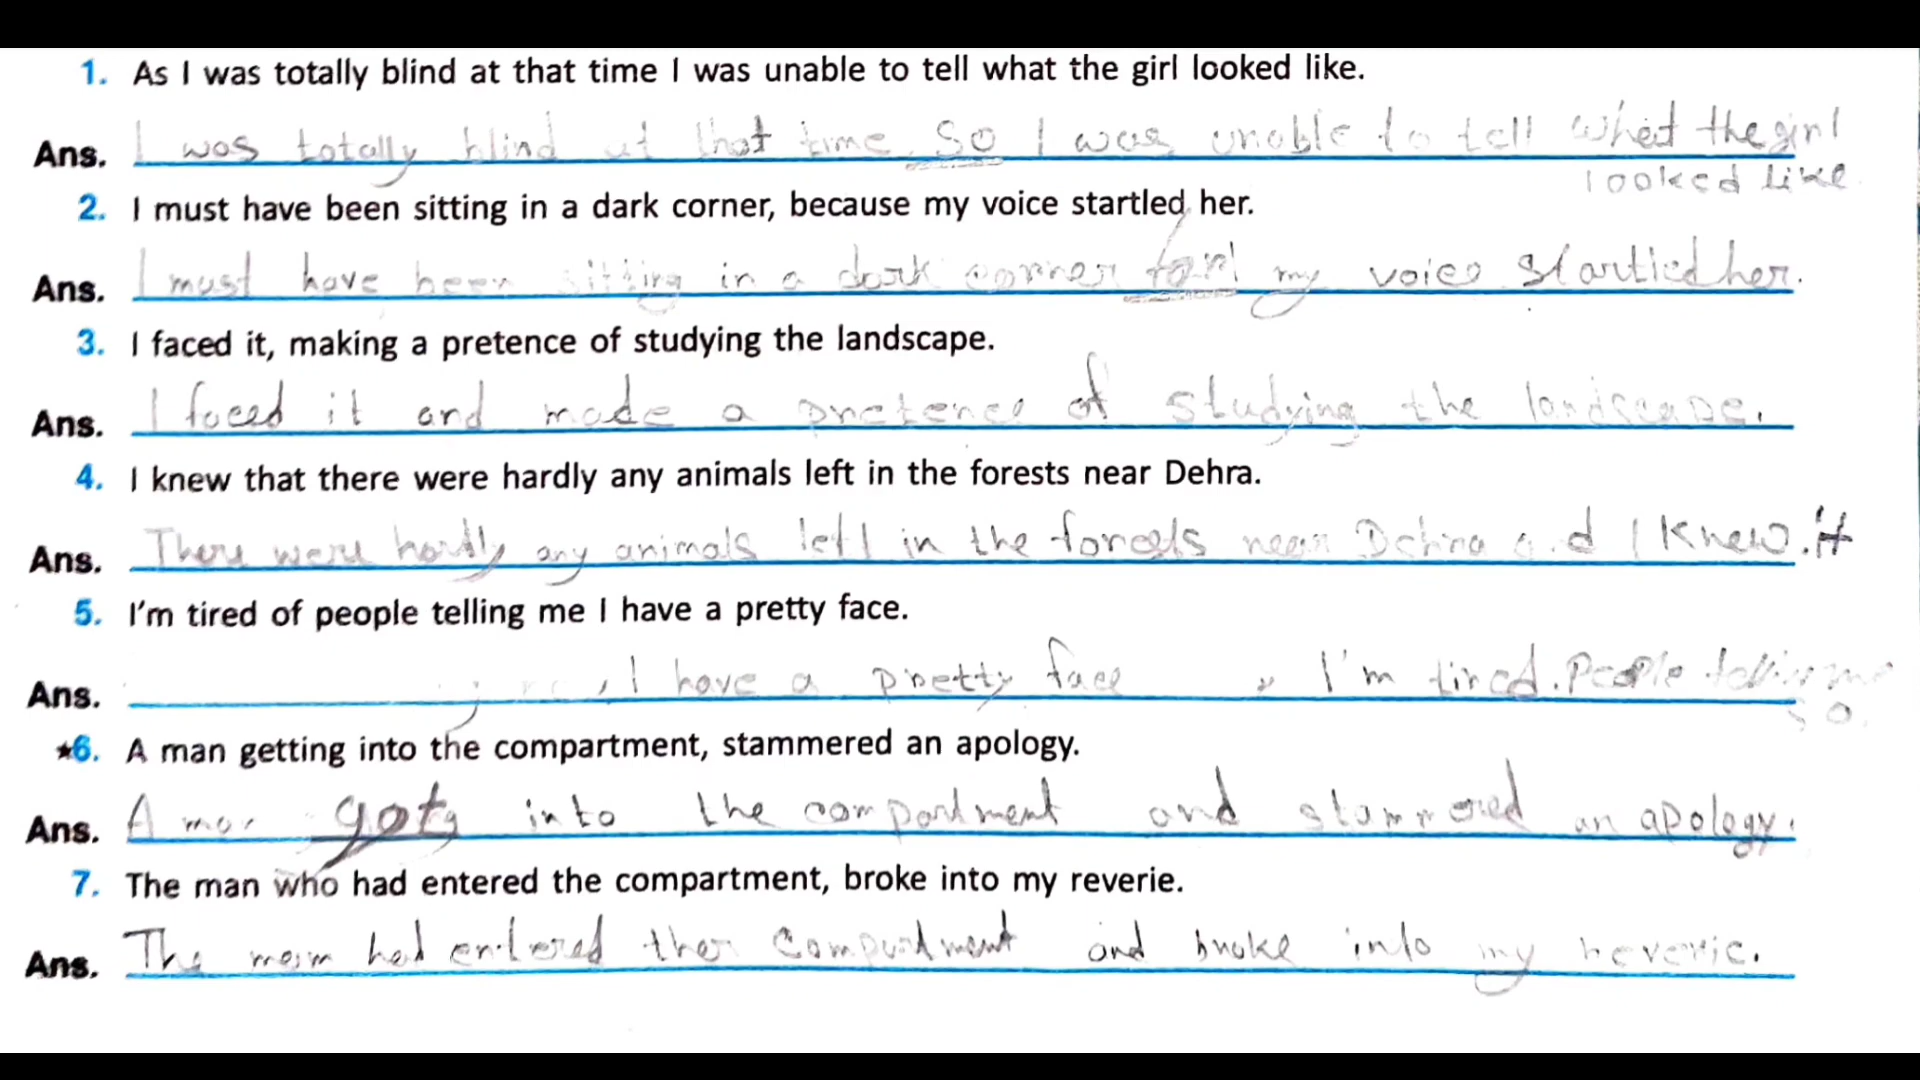 1. As I was totally blind at that time I was unable to tell what the girl looked like.
Ans. I was totally blind at that time. So I was unable to tell what the girl
looked like
2. I must have been sitting in a dark corner, because my voice startled her.
Ans. I must have been sitting in a dark corner for my voice startled her.
3. I faced it, making a pretence of studying the landscape.
Ans. I faced it and made a pretence of studying the landscape.
4. I knew that there were hardly any animals left in the forests near Dehra.
Ans. There were hardly any animals left in the forests near Dehra and I knew it
5. I'm tired of people telling me I have a pretty face.
Ans. I have a pretty face, I'm tired. People telling me
so.
*6. A man getting into the compartment, stammered an apology.
Ans. A man got into the compartment and stammered an apology.
7. The man who had entered the compartment, broke into my reverie.
Ans. The man had entered the compartment and broke into my reverie.